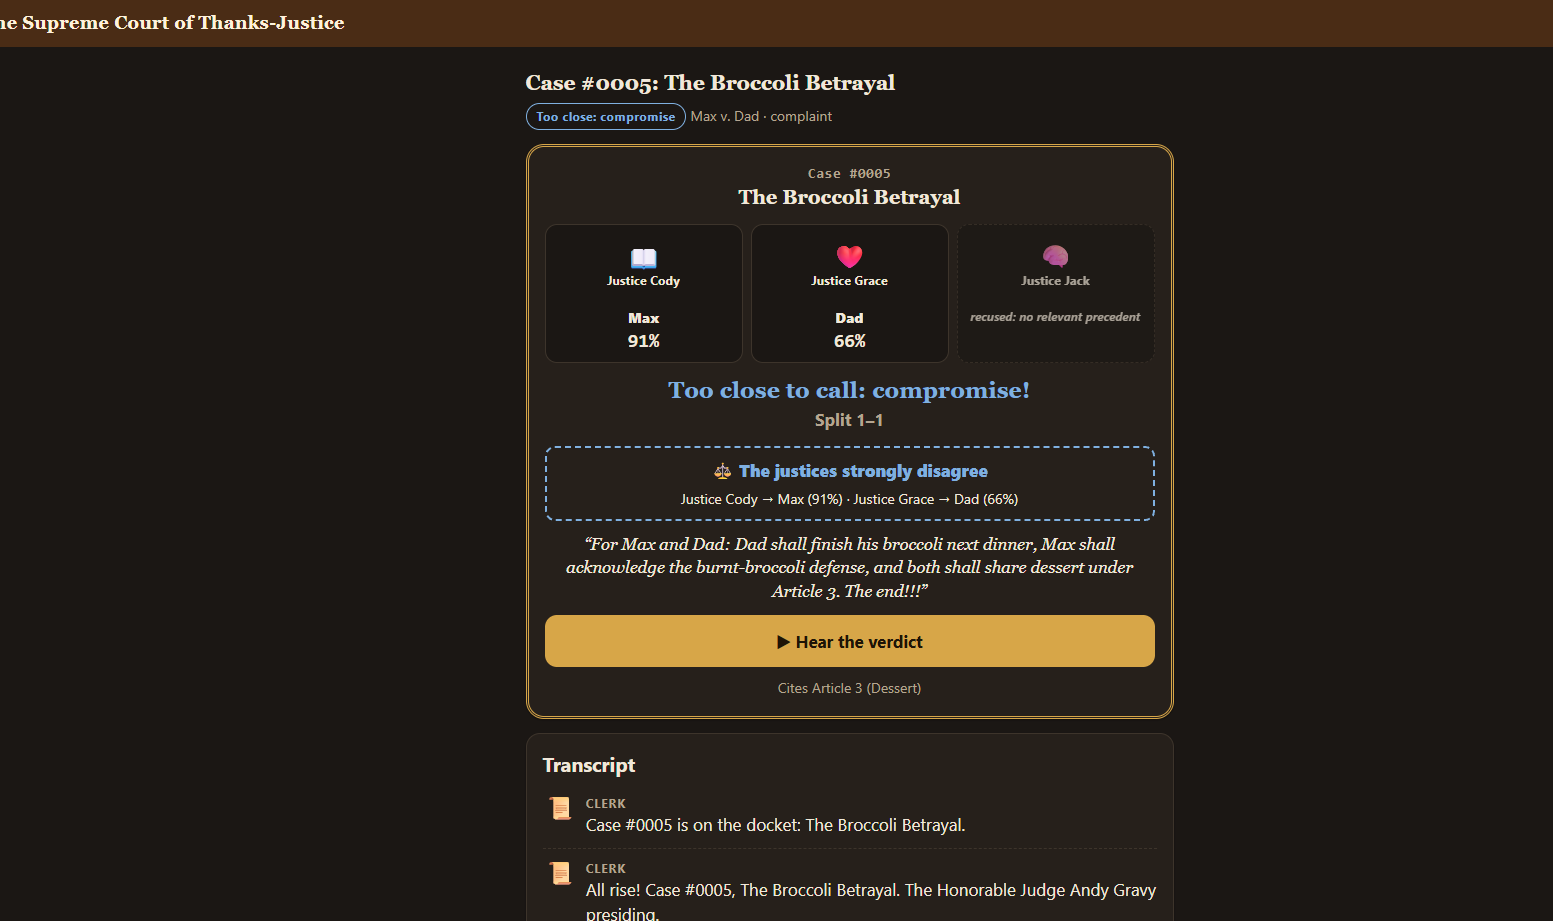 Supreme Court of Thanks-Justice
Case #0005: The Broccoli Betrayal
Too close: compromise Max v. Dad · complaint
Case #0005
The Broccoli Betrayal
Justice Cody
Max
91%
Justice Grace
Dad
66%
Justice Jack
recused: no relevant precedent
Too close to call: compromise!
Split 1–1
The justices strongly disagree
Justice Cody → Max (91%) · Justice Grace → Dad (66%)
“For Max and Dad: Dad shall finish his broccoli next dinner, Max shall
acknowledge the burnt-broccoli defense, and both shall share dessert under
Article 3. The end!!!”
▶ Hear the verdict
Cites Article 3 (Dessert)
Transcript
CLERK
Case #0005 is on the docket: The Broccoli Betrayal.
CLERK
All rise! Case #0005, The Broccoli Betrayal. The Honorable Judge Andy Gravy
presiding.